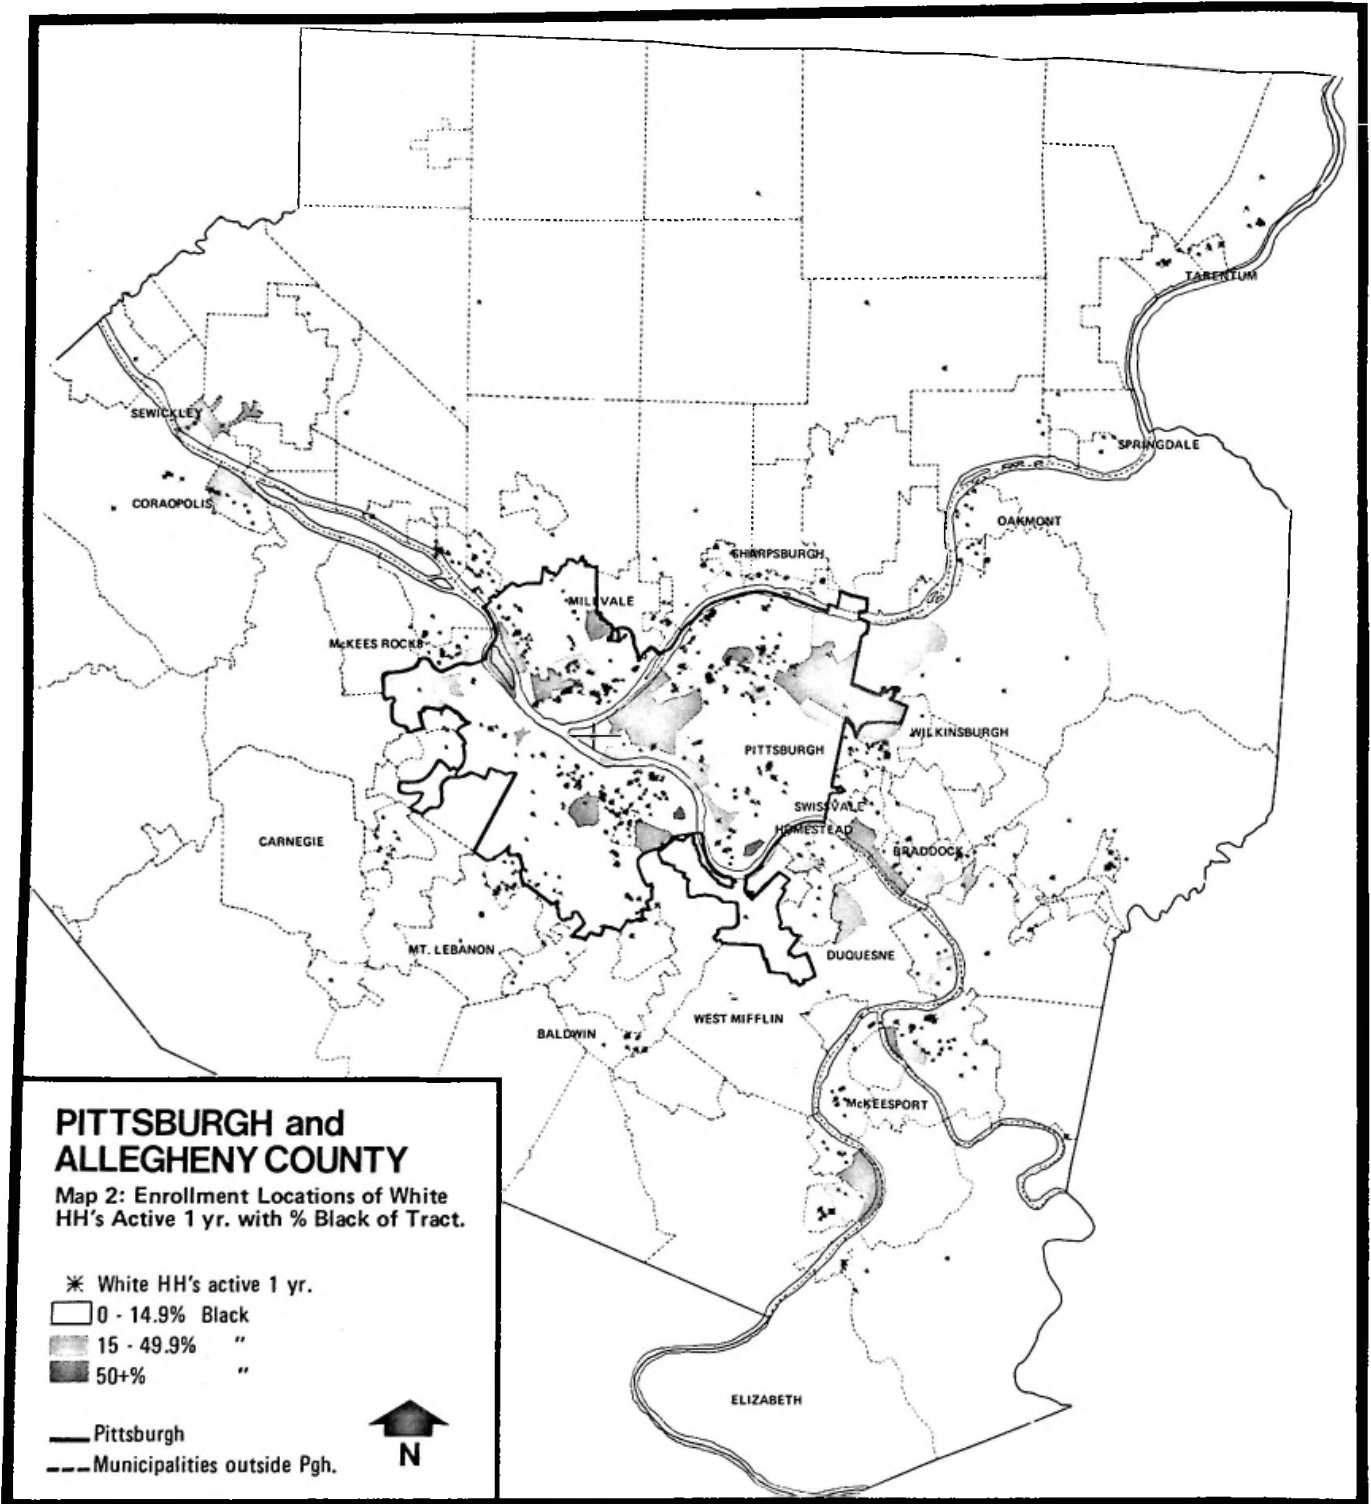 TARENTUM
SEWICKLEY
SPRINGDALE
CORAOPOLIS
OAKMONT
SHARPSBURGH
MILLVALE
McKEES ROCKS
WILKINSBURGH
PITTSBURGH
SWISSVALE
HOMESTEAD
CARNEGIE
BRADDOCK
MT. LEBANON
DUQUESNE
WEST MIFFLIN
BALDWIN
McKEESPORT
ELIZABETH
PITTSBURGH and
ALLEGHENY COUNTY
Map 2: Enrollment Locations of White
HH's Active 1 yr. with % Black of Tract.
White HH's active 1 yr.
0 - 14.9% Black
15 - 49.9% "
50+% "
Pittsburgh
Municipalities outside Pgh.
N